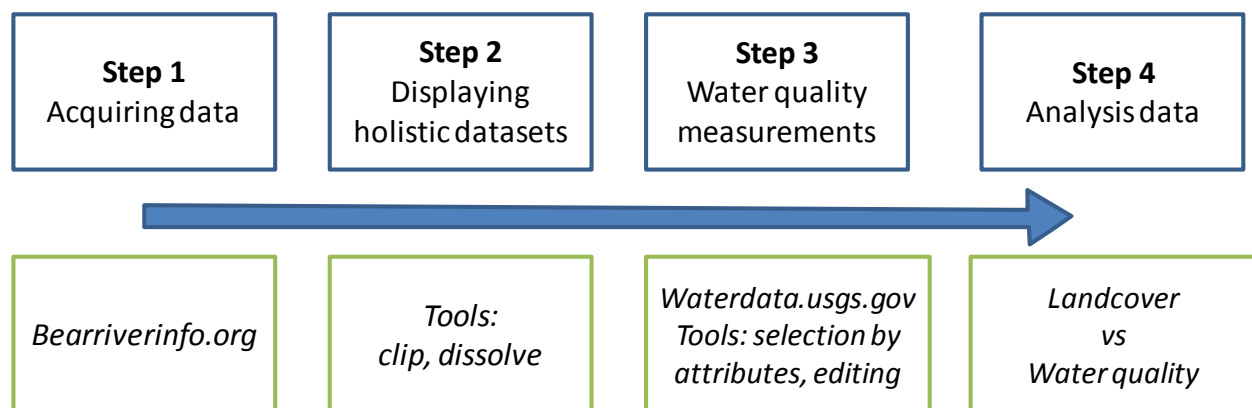 Step 1
Acquiring data
Step 2
Displaying
holistic datasets
Step 3
Water quality
measurements
Step 4
Analysis data
Bearriverinfo.org
Tools:
clip, dissolve
Waterdata.usgs.gov
Tools: selection by
attributes, editing
Landcover
vs
Water quality